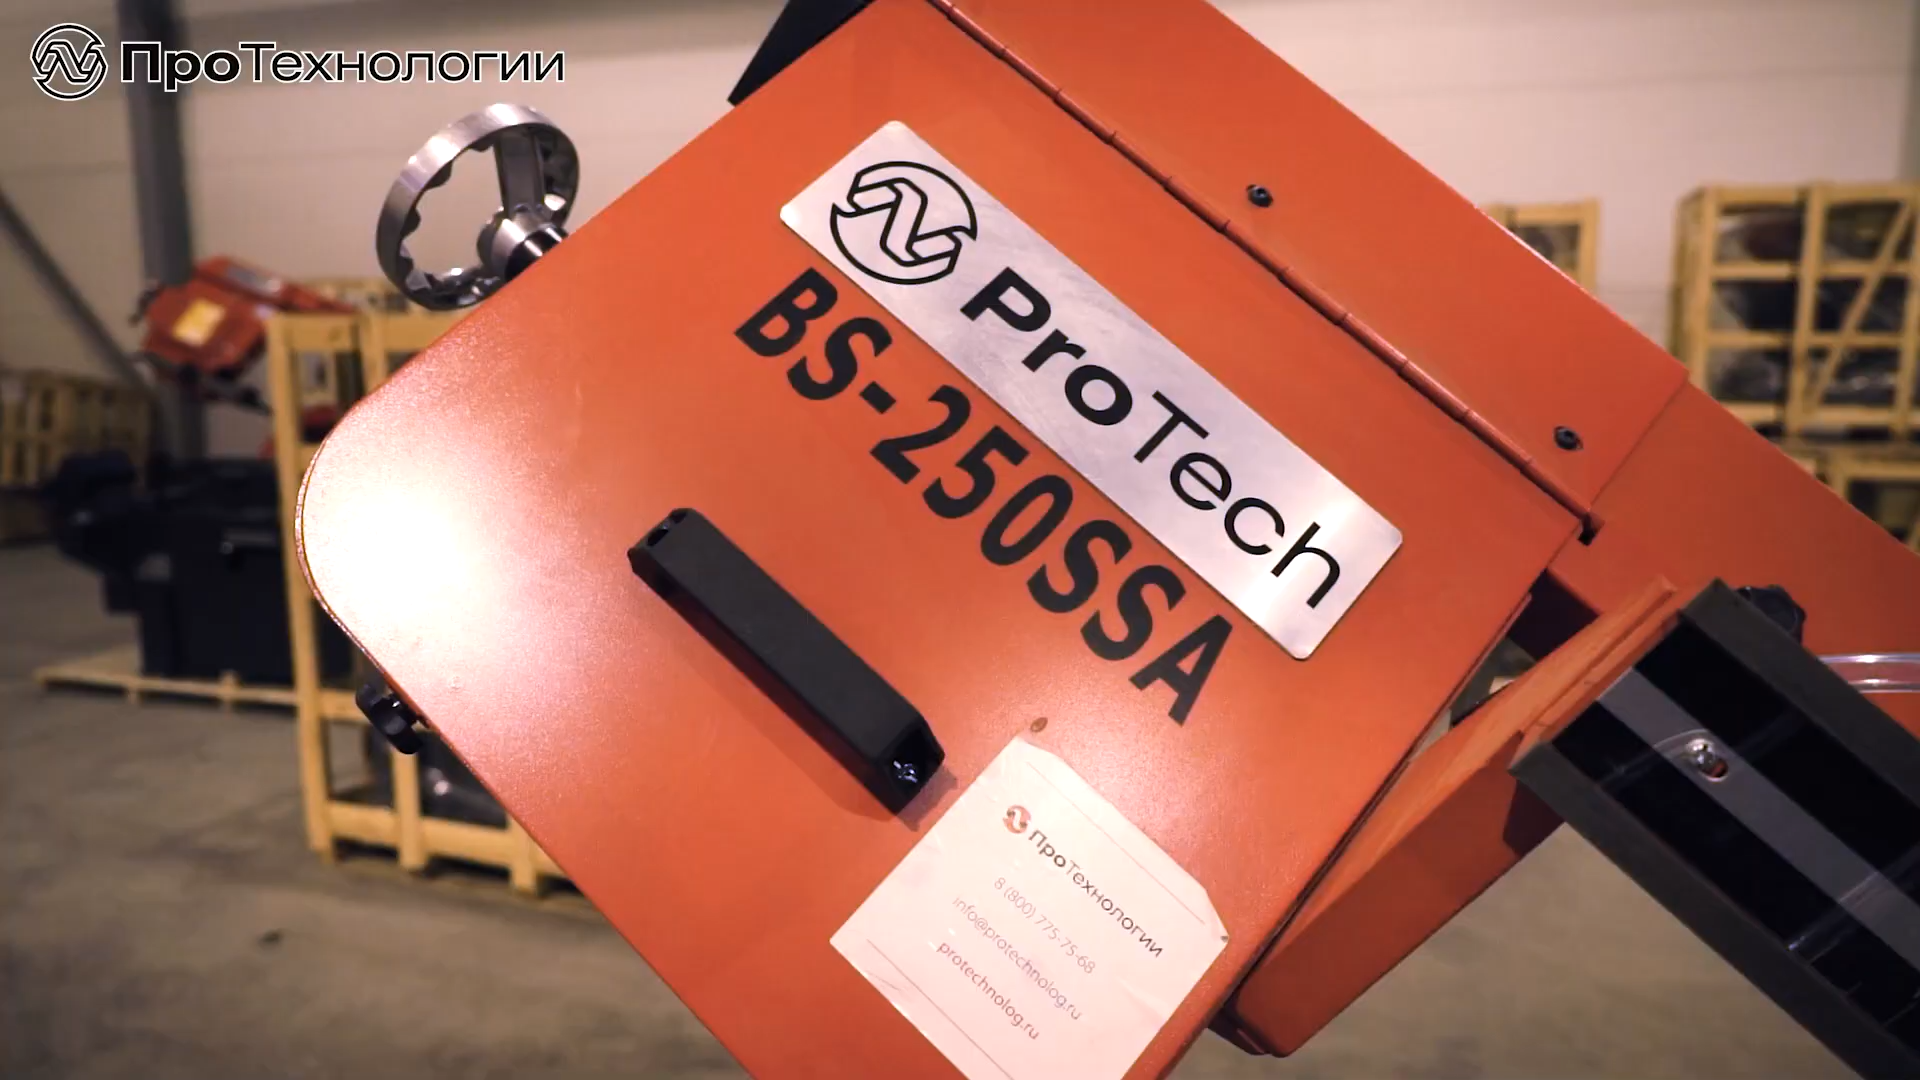 ПроТехнологии
ProTech
BS-250SSA
ПроТехнологии
8 (800) 775-75-68
info@protechnolog.ru
protechnolog.ru